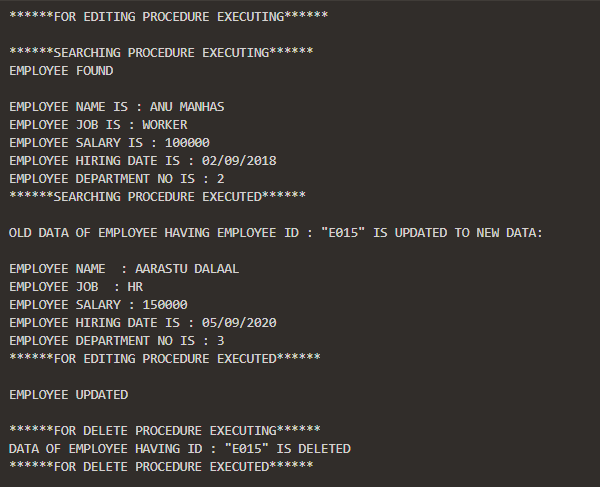 ******FOR EDITING PROCEDURE EXECUTING******
******SEARCHING PROCEDURE EXECUTING******
EMPLOYEE FOUND
EMPLOYEE NAME IS : ANU MANHAS
EMPLOYEE JOB IS : WORKER
EMPLOYEE SALARY IS : 100000
EMPLOYEE HIRING DATE IS : 02/09/2018
EMPLOYEE DEPARTMENT NO IS : 2
******SEARCHING PROCEDURE EXECUTED******
OLD DATA OF EMPLOYEE HAVING EMPLOYEE ID : "E015" IS UPDATED TO NEW DATA:
EMPLOYEE NAME  : AARASTU DALAAL
EMPLOYEE JOB  : HR
EMPLOYEE SALARY : 150000
EMPLOYEE HIRING DATE IS : 05/09/2020
EMPLOYEE DEPARTMENT NO IS : 3
******FOR EDITING PROCEDURE EXECUTED******
EMPLOYEE UPDATED
******FOR DELETE PROCEDURE EXECUTING******
DATA OF EMPLOYEE HAVING ID : "E015" IS DELETED
******FOR DELETE PROCEDURE EXECUTED******